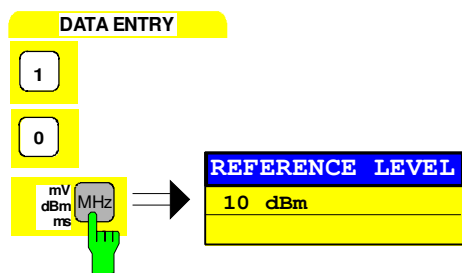 DATA ENTRY
1
0
mV
dBm
ms
MHz
REFERENCE LEVEL
10 dBm